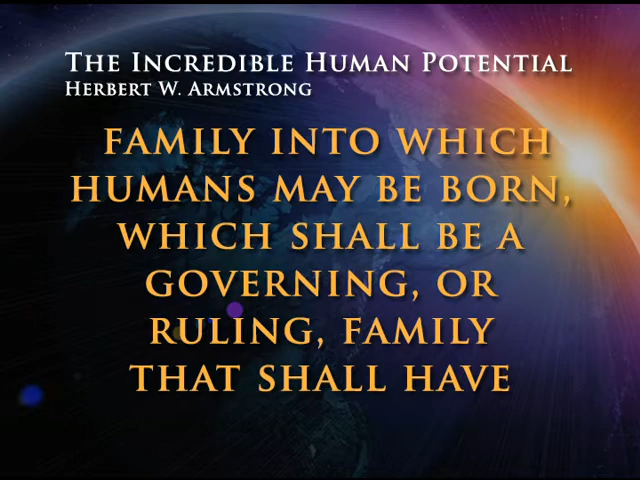 THE INCREDIBLE HUMAN POTENTIAL
HERBERT W. ARMSTRONG
FAMILY INTO WHICH
HUMANS MAY BE BORN,
WHICH SHALL BE A
GOVERNING, OR
RULING, FAMILY
THAT SHALL HAVE